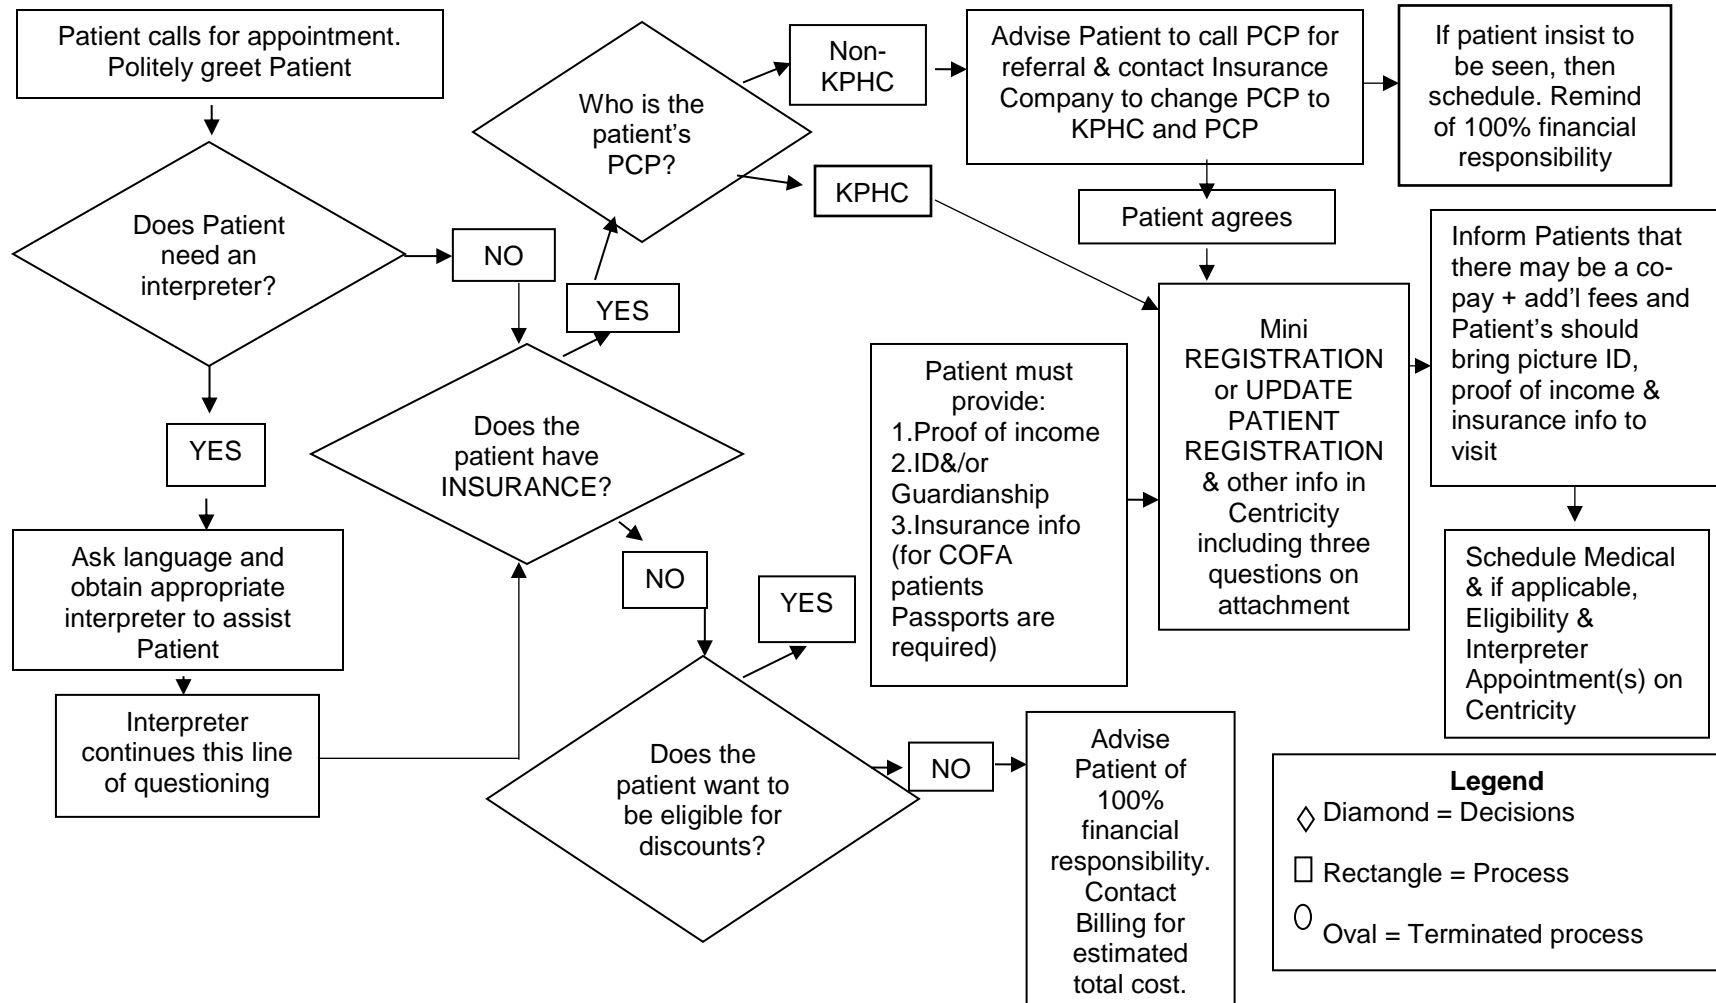 Patient calls for appointment.
Politely greet Patient
Does Patient
need an
interpreter?
NO
YES
Ask language and
obtain appropriate
interpreter to assist
Patient
Interpreter
continues this line
of questioning
Does the
patient have
INSURANCE?
YES
Who is the
patient's
PCP?
Non-
KPHC
KPHC
Advise Patient to call PCP for
referral & contact Insurance
Company to change PCP to
KPHC and PCP
If patient insist to
be seen, then
schedule. Remind
of 100% financial
responsibility
Patient agrees
NO
Does the
patient want to
be eligible for
discounts?
YES
NO
Advise
Patient of
100%
financial
responsibility.
Contact
Billing for
estimated
total cost.
Patient must
provide:
1.Proof of income
2.ID&/or
Guardianship
3.Insurance info
(for COFA
patients
Passports are
required)
Mini
REGISTRATION
or UPDATE
PATIENT
REGISTRATION
& other info in
Centricity
including three
questions on
attachment
Inform Patients that
there may be a co-
pay + add'l fees and
Patient's should
bring picture ID,
proof of income &
insurance info to
visit
Schedule Medical
& if applicable,
Eligibility &
Interpreter
Appointment(s) on
Centricity
Legend
Diamond = Decisions
Rectangle = Process
Oval = Terminated process